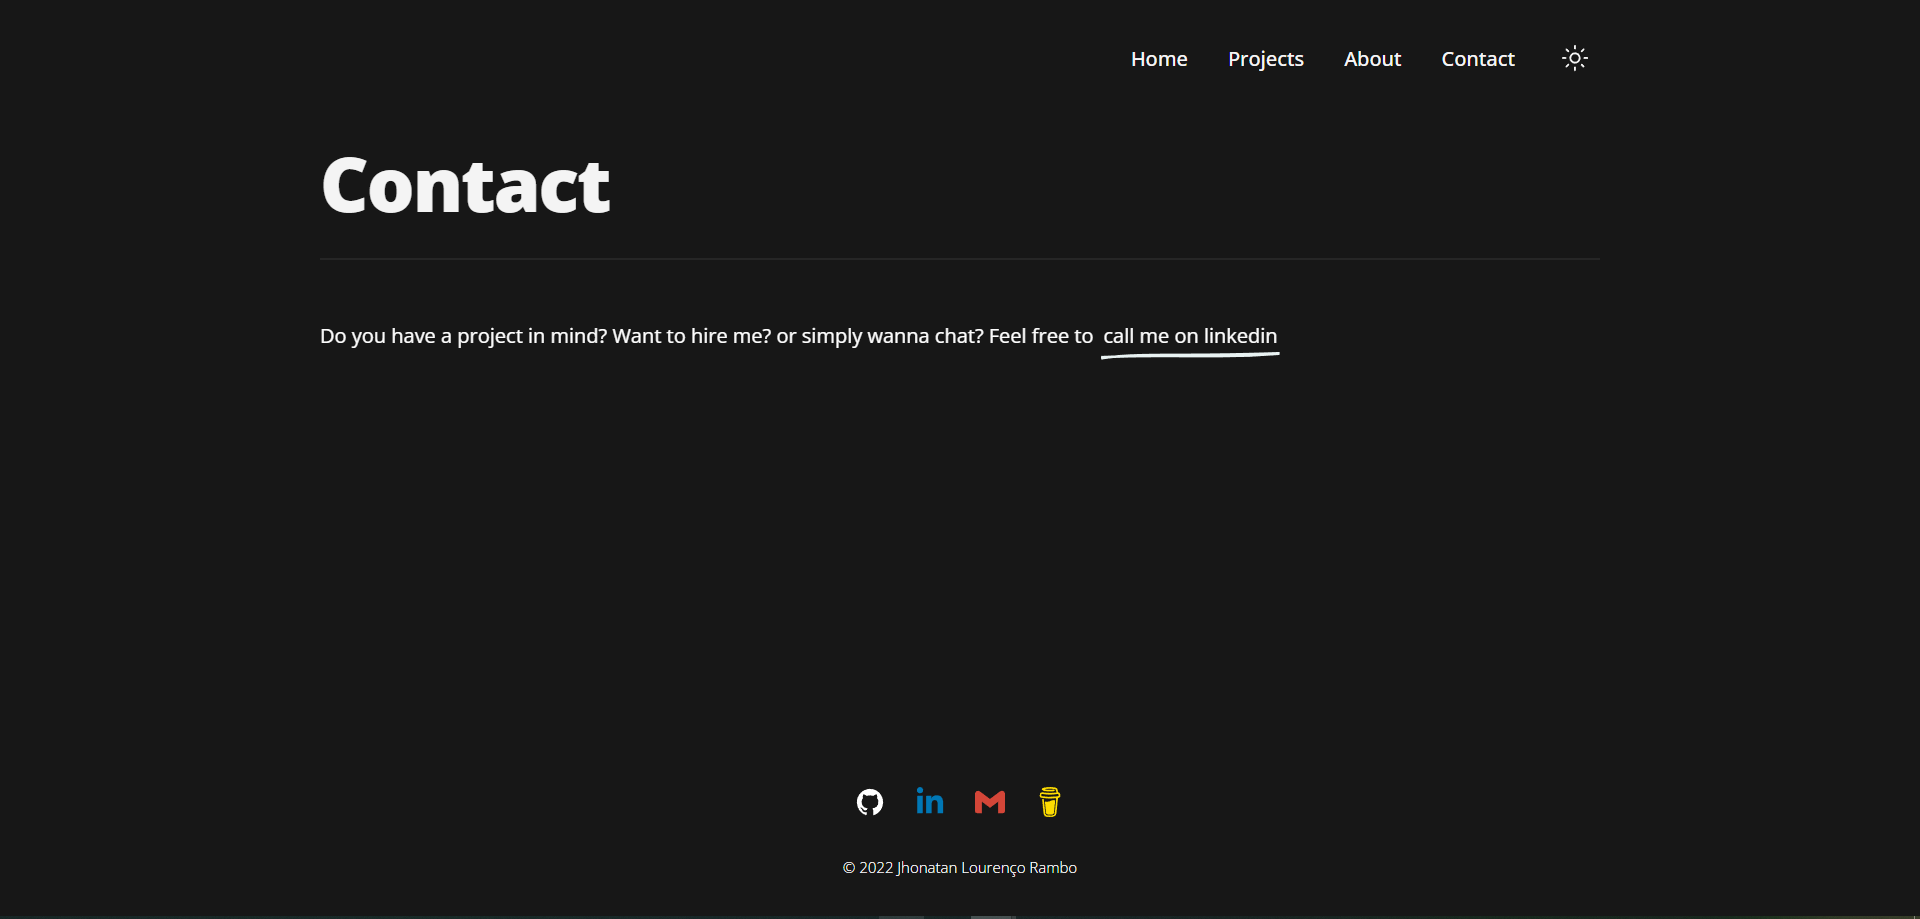 Home Projects About Contact
Contact
Do you have a project in mind? Want to hire me? or simply wanna chat? Feel free to call me on linkedin
in
© 2022 Jhonatan Lourenço Rambo